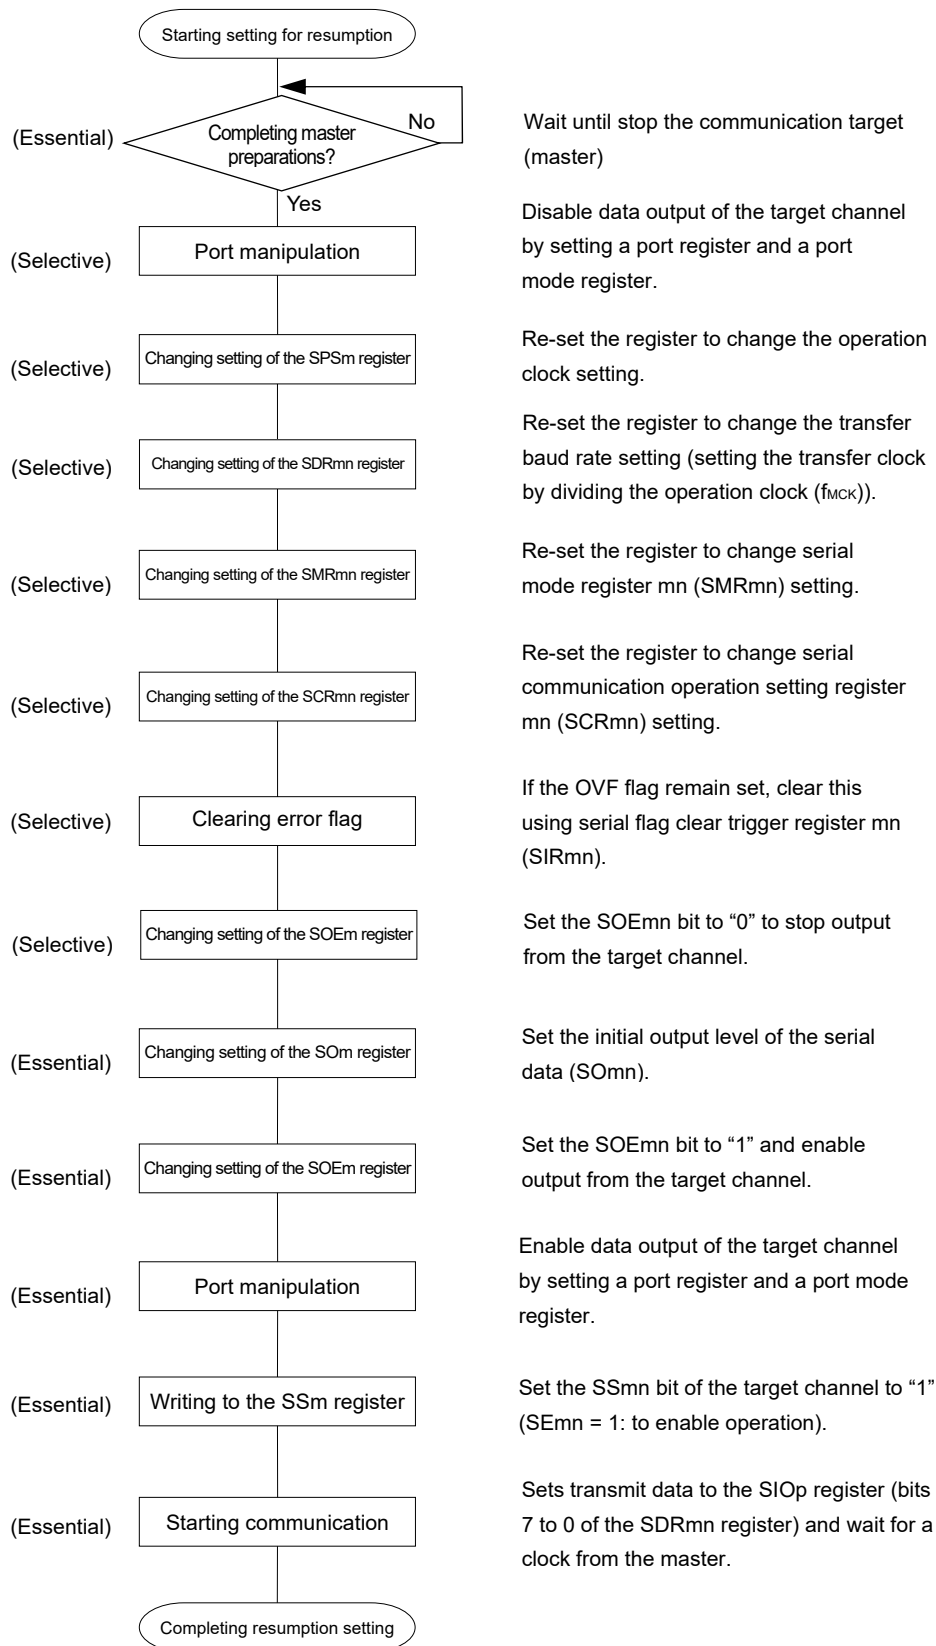 Starting setting for resumption
No
(Essential)
Completing master
preparations?
Wait until stop the communication target
(master)
Yes
(Selective)
Port manipulation
Disable data output of the target channel
by setting a port register and a port
mode register.
(Selective)
Changing setting of the SPSm register
Re-set the register to change the operation
clock setting.
(Selective)
Changing setting of the SDRmn register
Re-set the register to change the transfer
baud rate setting (setting the transfer clock
by dividing the operation clock (fMCK)).
(Selective)
Changing setting of the SMRmn register
Re-set the register to change serial
mode register mn (SMRmn) setting.
(Selective)
Changing setting of the SCRmn register
Re-set the register to change serial
communication operation setting register
mn (SCRmn) setting.
(Selective)
Clearing error flag
If the OVF flag remain set, clear this
using serial flag clear trigger register mn
(SIRmn).
(Selective)
Changing setting of the SOEm register
Set the SOEmn bit to “0” to stop output
from the target channel.
(Essential)
Changing setting of the SOm register
Set the initial output level of the serial
data (SOmn).
(Essential)
Changing setting of the SOEm register
Set the SOEmn bit to “1” and enable
output from the target channel.
(Essential)
Port manipulation
Enable data output of the target channel
by setting a port register and a port mode
register.
(Essential)
Writing to the SSm register
Set the SSmn bit of the target channel to “1”
(SEmn = 1: to enable operation).
(Essential)
Starting communication
Sets transmit data to the SIOp register (bits
7 to 0 of the SDRmn register) and wait for a
clock from the master.
Completing resumption setting